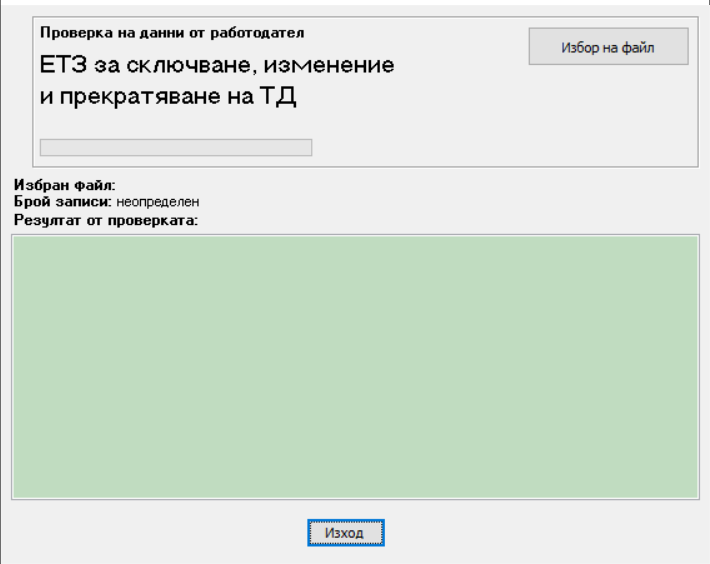 Проверка на данни от работодател
Избор на файл
ЕТЗ за сключване, изменение
и прекратяване на ТД
Избран файл:
Брой записи: неопределен
Резултат от проверката:
Изход